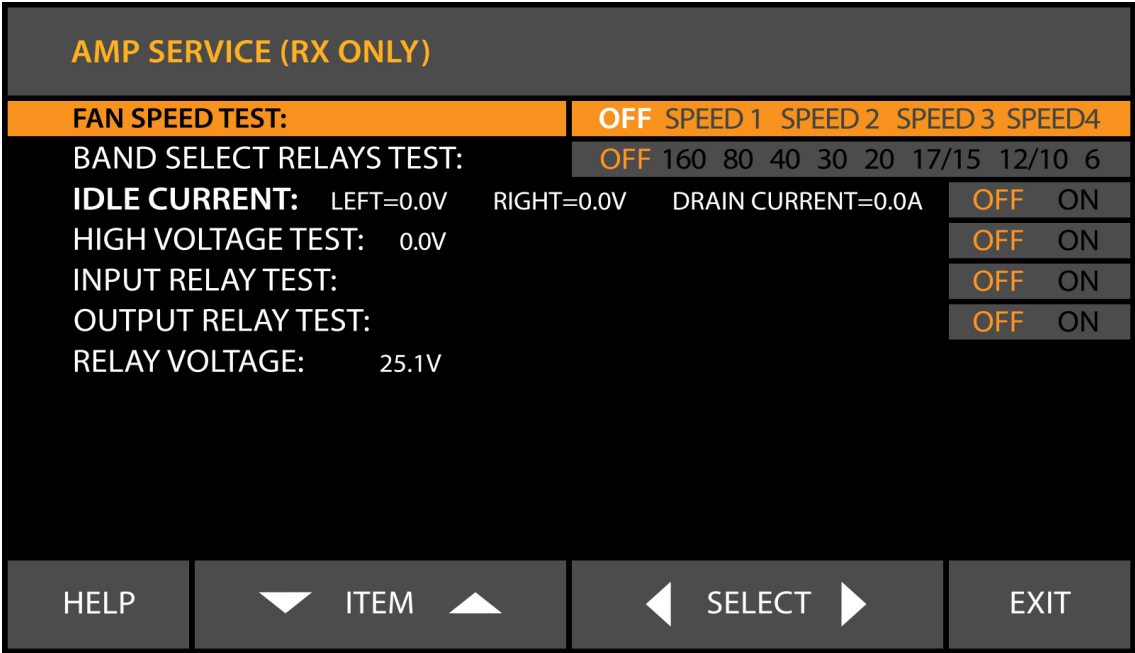 AMP SERVICE (RX ONLY)
FAN SPEED TEST: OFF SPEED 1 SPEED 2 SPEED 3 SPEED4
BAND SELECT RELAYS TEST: OFF 160 80 40 30 20 17/15 12/10 6
IDLE CURRENT: LEFT=0.0V RIGHT=0.0V DRAIN CURRENT=0.0A OFF ON
HIGH VOLTAGE TEST: 0.0V OFF ON
INPUT RELAY TEST: OFF ON
OUTPUT RELAY TEST: OFF ON
RELAY VOLTAGE: 25.1V
HELP ITEM SELECT EXIT